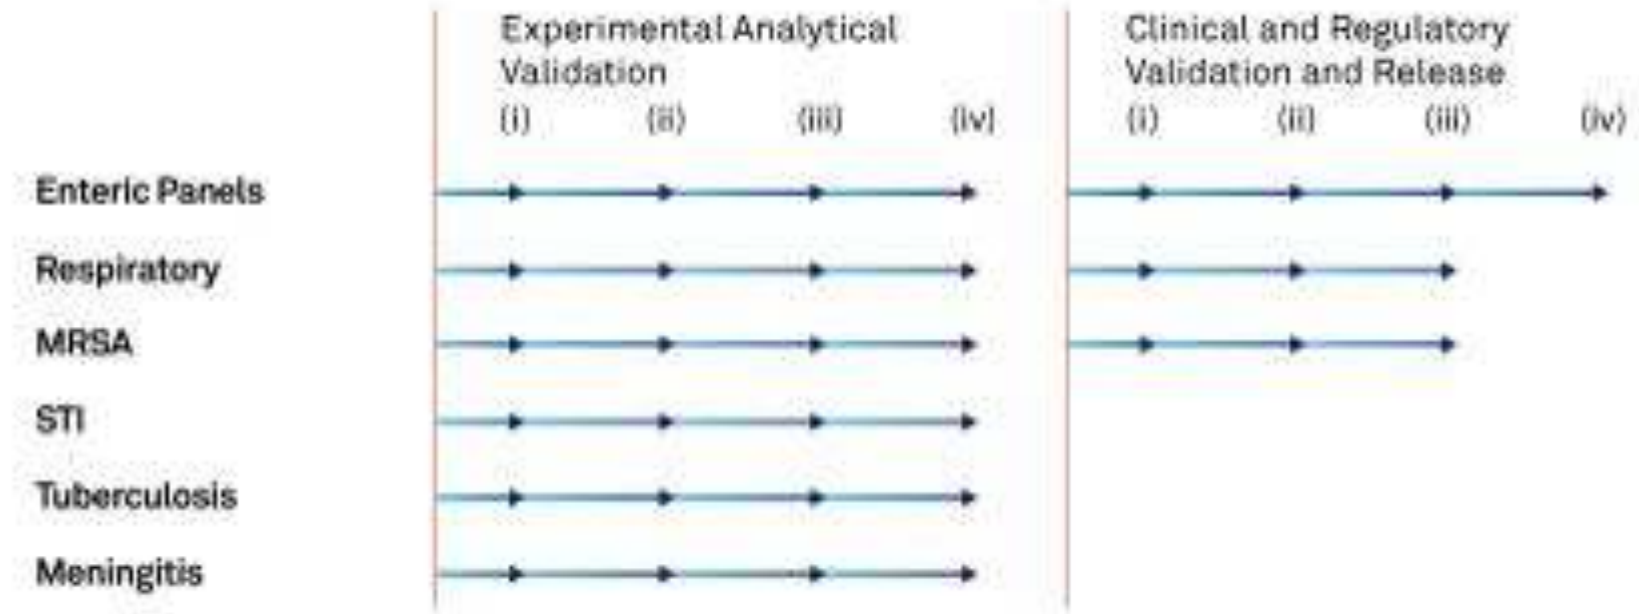 Experimental Analytical
Validation
Clinical and Regulatory
Validation and Release
(i) (ii) (iii) (iv) (i) (ii) (iii) (iv)
Enteric Panels
Respiratory
MRSA
STI
Tuberculosis
Meningitis